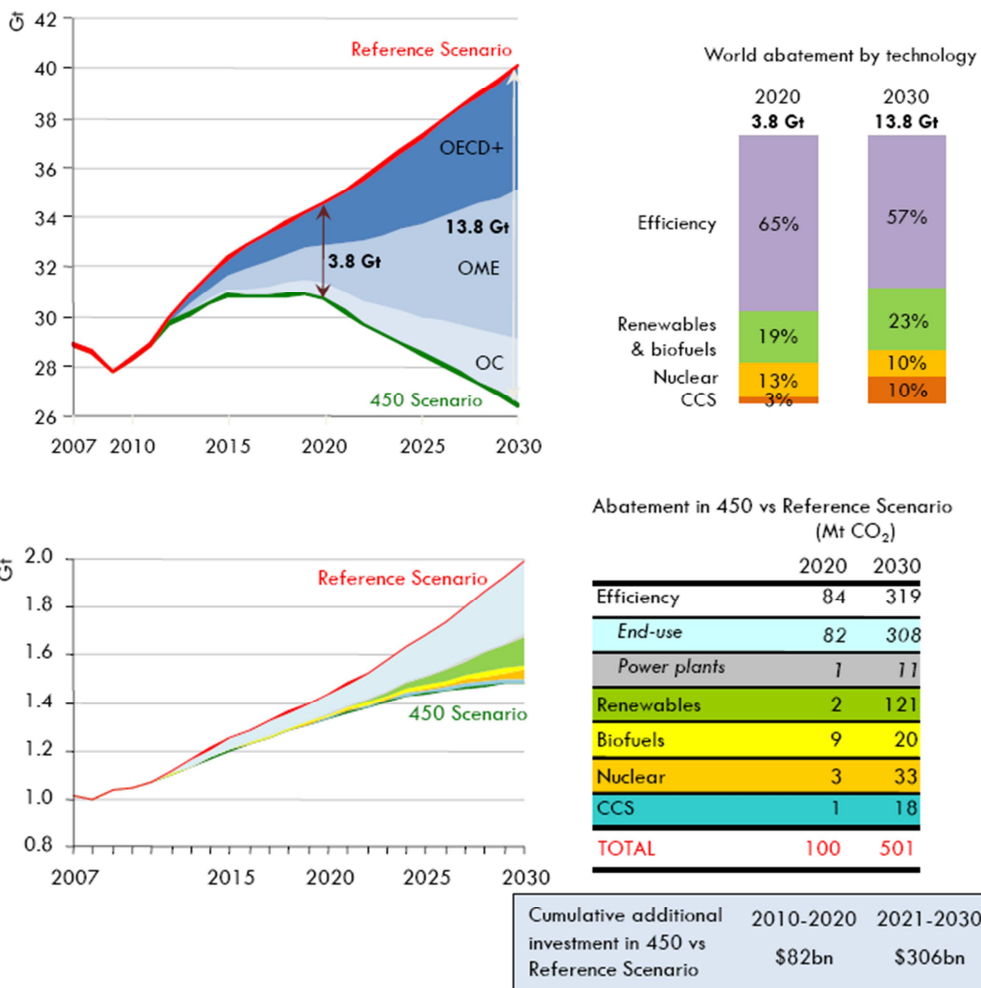 Gt
42
40
38
36
34
32
30
28
26
2007 2010 2015 2020 2025 2030
Reference Scenario
OECD+
13.8 Gt
3.8 Gt
OME
OC
450 Scenario
World abatement by technology
2020 2030
3.8 Gt 13.8 Gt
Efficiency 65% 57%
Renewables
& biofuels
19% 23%
Nuclear 13% 10%
CCS 3% 10%
Gt
2.0
1.8
1.6
1.4
1.2
1.0
0.8
2007 2015 2020 2025 2030
Reference Scenario
450 Scenario
Abatement in 450 vs Reference Scenario
(Mt CO₂)
2020 2030
Efficiency 84 319
End-use 82 308
Power plants 1 11
Renewables 2 121
Biofuels 9 20
Nuclear 3 33
CCS 1 18
TOTAL 100 501
Cumulative additional
investment in 450 vs
Reference Scenario
2010-2020 2021-2030
$82bn $306bn